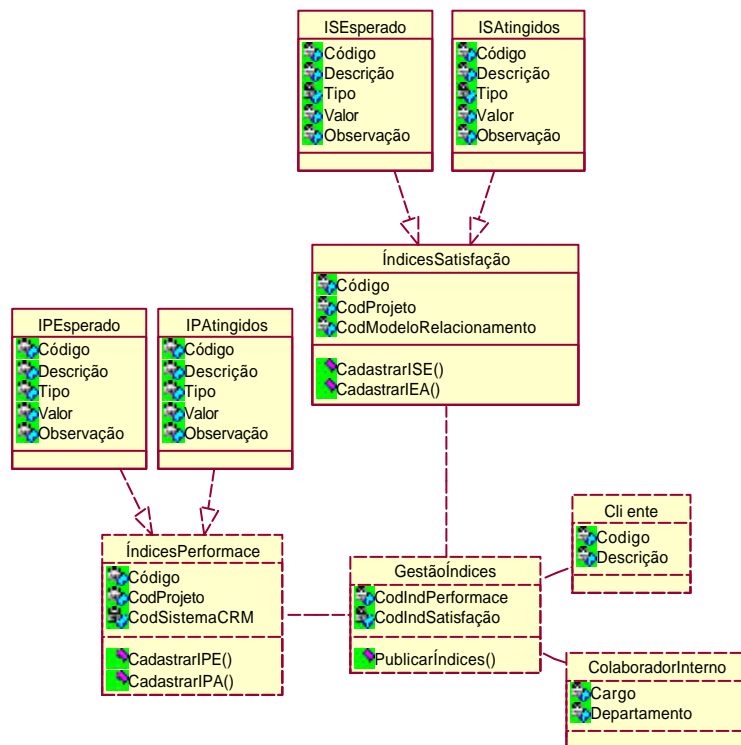 ISEsperado
Código
Descrição
Tipo
Valor
Observação
ISAtingidos
Código
Descrição
Tipo
Valor
Observação
ÍndicesSatisfação
Código
CodProjeto
CodModeloRelacionamento
CadastrarISE()
CadastrarIEA()
IPEsperado
Código
Descrição
Tipo
Valor
Observação
IPAtingidos
Código
Descrição
Tipo
Valor
Observação
ÍndicesPerformace
Código
CodProjeto
CodSistemaCRM
CadastrarIPE()
CadastrarIPA()
GestãoÍndices
CodIndPerformace
CodIndSatisfação
PublicarÍndices()
Cli ente
Codigo
Descrição
ColaboradorInterno
Cargo
Departamento